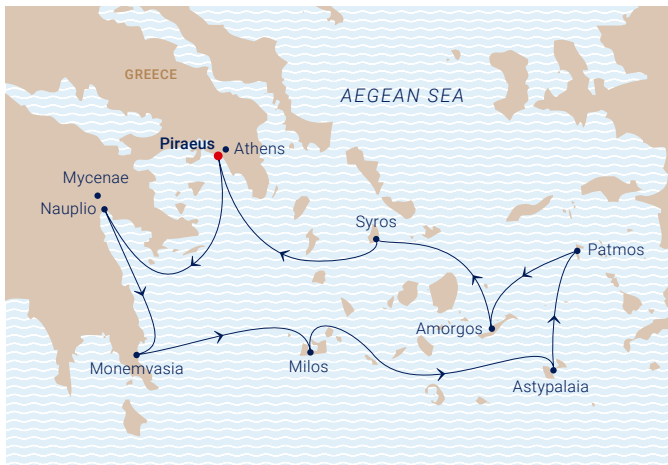 GREECE
AEGEAN SEA
Piraeus
Athens
Mycenae
Nauplio
Syros
Patmos
Amorgos
Monemvasia
Milos
Astypalaia